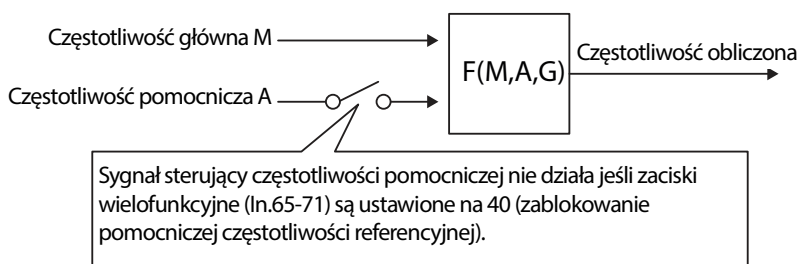 Częstotliwość główna M
Częstotliwość pomocnicza A
F(M,A,G)
Częstotliwość obliczona
Sygnał sterujący częstotliwości pomocniczej nie działa jeśli zaciski
wielofunkcyjne (In.65-71) są ustawione na 40 (zablokowanie
pomocniczej częstotliwości referencyjnej).